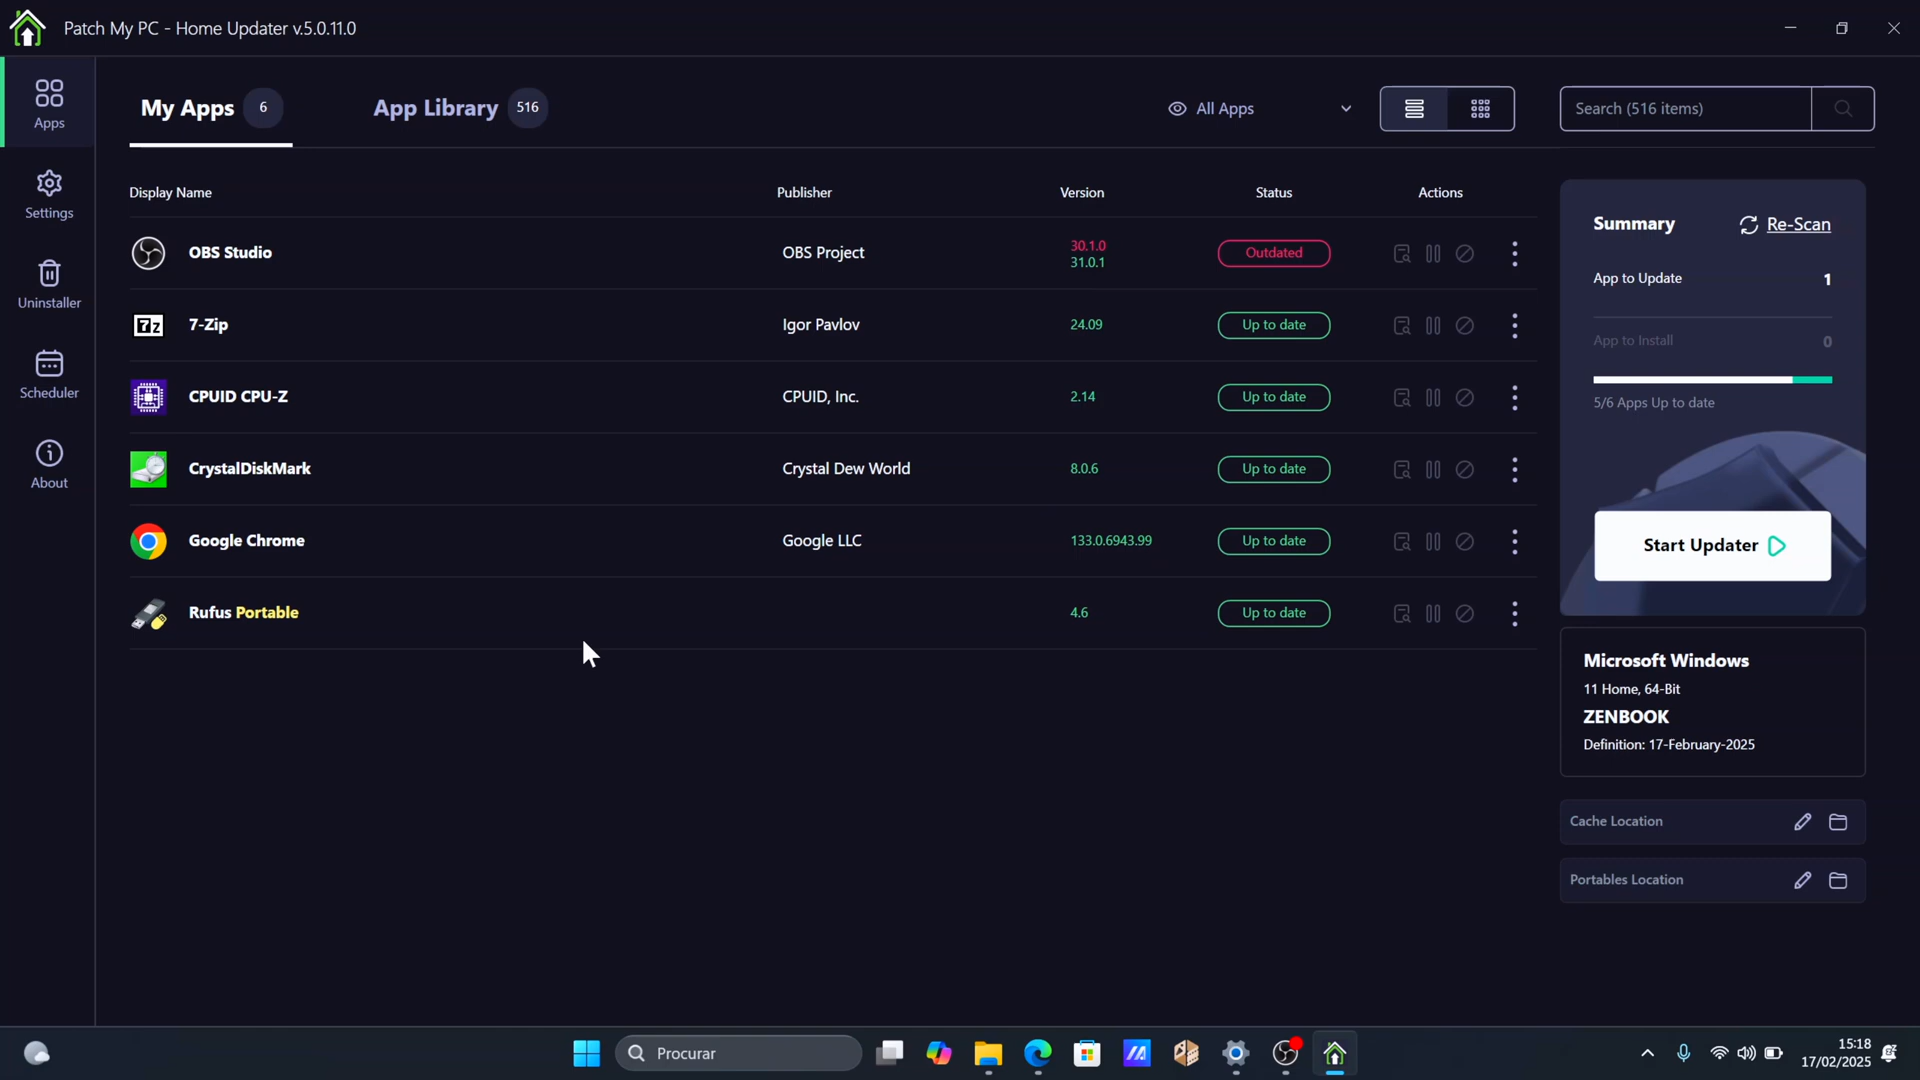 Patch My PC - Home Updater v.5.0.11.0
Apps
Settings
Uninstaller
Scheduler
About
My Apps 6
App Library 516
All Apps
Search (516 items)
Display Name Publisher Version Status Actions
OBS Studio OBS Project 30.1.0 Outdated
31.0.1
7z 7-Zip Igor Pavlov 24.09 Up to date
CPUID CPU-Z CPUID, Inc. 2.14 Up to date
CrystalDiskMark Crystal Dew World 8.0.6 Up to date
Google Chrome Google LLC 133.0.6943.99 Up to date
Rufus Portable 4.6 Up to date
Summary Re-Scan
App to Update 1
App to Install 0
5/6 Apps Up to date
Start Updater
Microsoft Windows
11 Home, 64-Bit
ZENBOOK
Definition: 17-February-2025
Cache Location
Portables Location
Procurar
15:18
17/02/2025